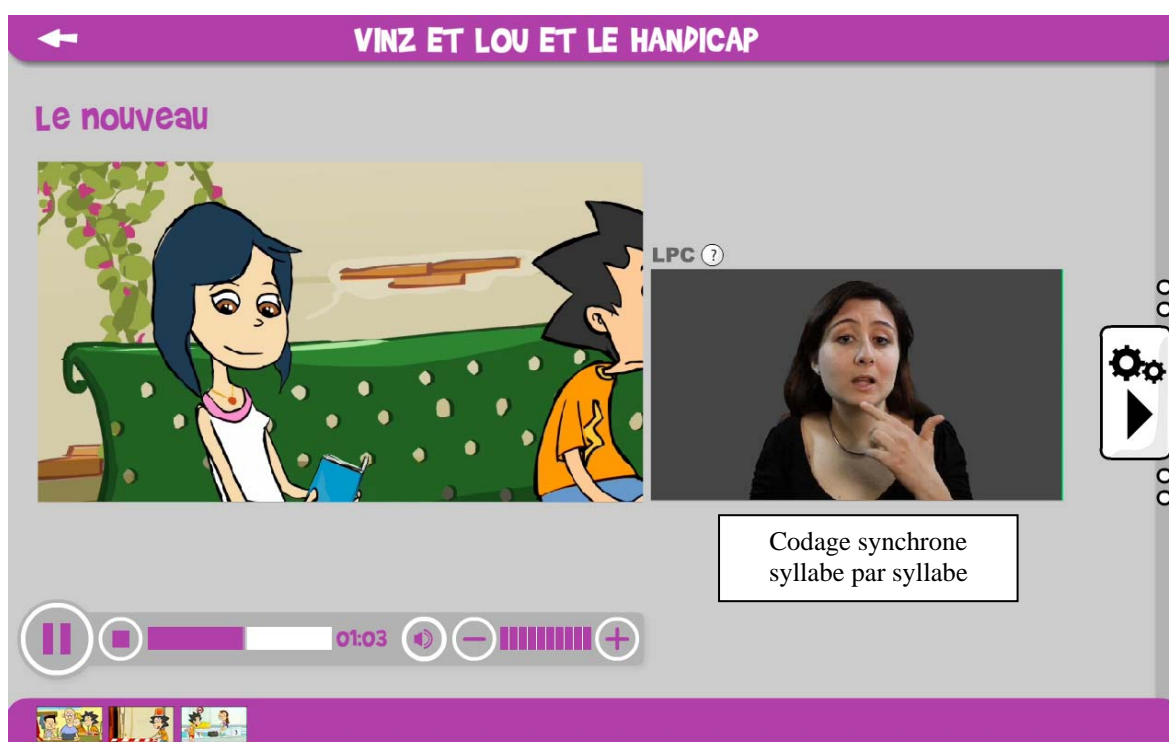 VINZ ET LOU ET LE HANDICAP
Le nouveau
LPC ?
Codage synchrone
syllabe par syllabe
01:03